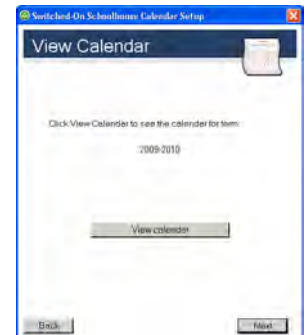 Switched-On Schoolhouse Calendar Setup
View Calendar
Click View Calendar to see the calendar for term:
2009-2010
View calendar
Back
Next